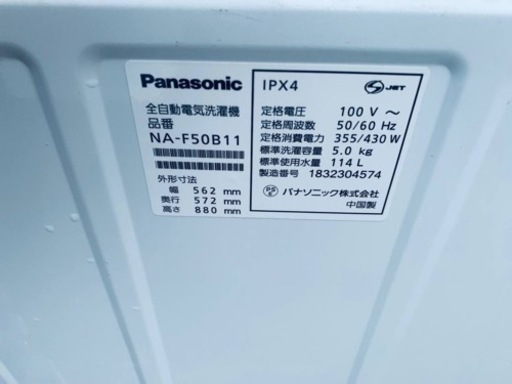 Panasonic
全自動電気洗濯機
品番
NA-F50B11
外形寸法
幅 562 mm
奥行 572 mm
高さ 880 mm
IPX4
S JET
定格電圧 100 V ～
定格周波数 50/60 Hz
定格消費電力 355/430 W
標準洗濯容量 5.0 kg
標準使用水量 114 L
製造番号 1832304574
PS E パナソニック株式会社
中国製